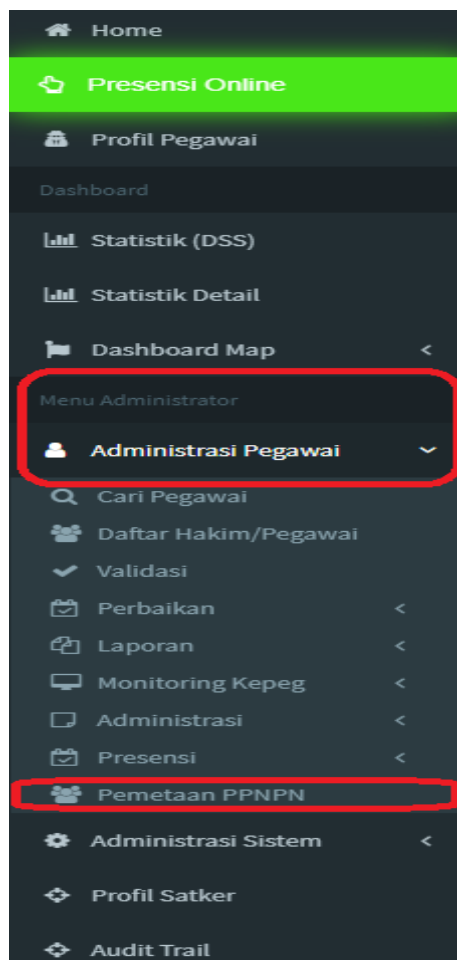 Home
Presensi Online
Profil Pegawai
Dashboard
Statistik (DSS)
Statistik Detail
Dashboard Map
Menu Administrator
Administrasi Pegawai
Cari Pegawai
Daftar Hakim/Pegawai
Validasi
Perbaikan
Laporan
Monitoring Kepeg
Administrasi
Presensi
Pemetaan PPNPN
Administrasi Sistem
Profil Satker
Audit Trail